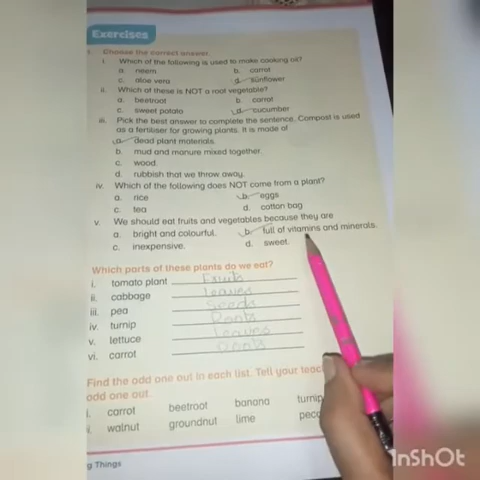 Exercises
Choose the correct answer.
i. Which of the following is used to make cooking oil?
a. neem b. carrot
c. aloe vera d. sunflower
ii. Which of these is NOT a root vegetable?
a. beetroot b. carrot
c. sweet potato d. cucumber
iii. Pick the best answer to complete the sentence. Compost is used
as a fertiliser for growing plants. It is made of
a. dead plant materials.
b. mud and manure mixed together.
c. wood.
d. rubbish that we throw away.
iv. Which of the following does NOT come from a plant?
a. rice b. eggs
c. tea d. cotton bag
v. We should eat fruits and vegetables because they are
a. bright and colourful. b. full of vitamins and minerals.
c. inexpensive. d. sweet.
Which parts of these plants do we eat?
i. tomato plant Fruits
ii. cabbage leaves
iii. pea Seeds
iv. turnip
v. lettuce leaves
vi. carrot
Find the odd one out in each list. Tell your
odd one out.
i. carrot beetroot banana turnip
walnut groundnut lime
g Things
InShOt